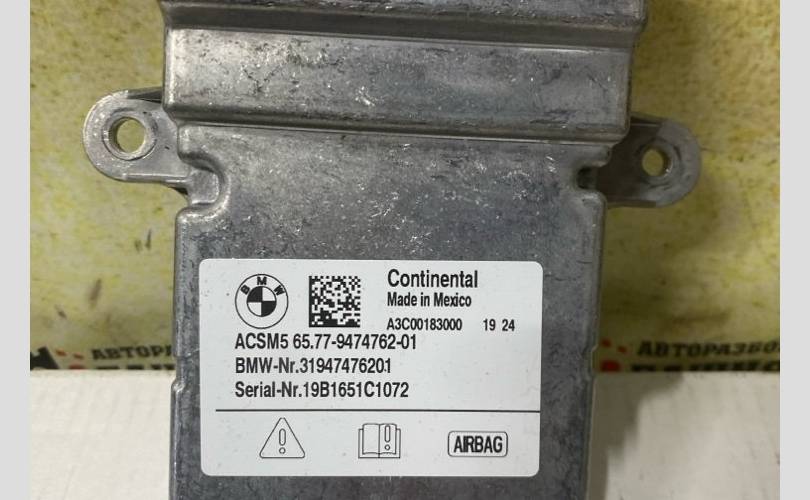 BMW
Continental
Made in Mexico
A3C00183000 19 24
ACSM5 65.77-9474762-01
BMW-Nr.31947476201
Serial-Nr.19B1651C1072
AIRBAG
АВТОРАЗБО